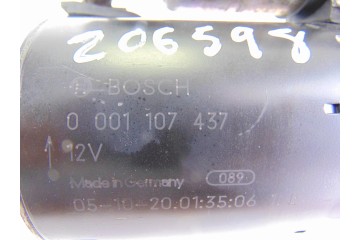 206598
BOSCH
0 001 107 437
12V
Made in Germany 089
05-10-20.01:35:06